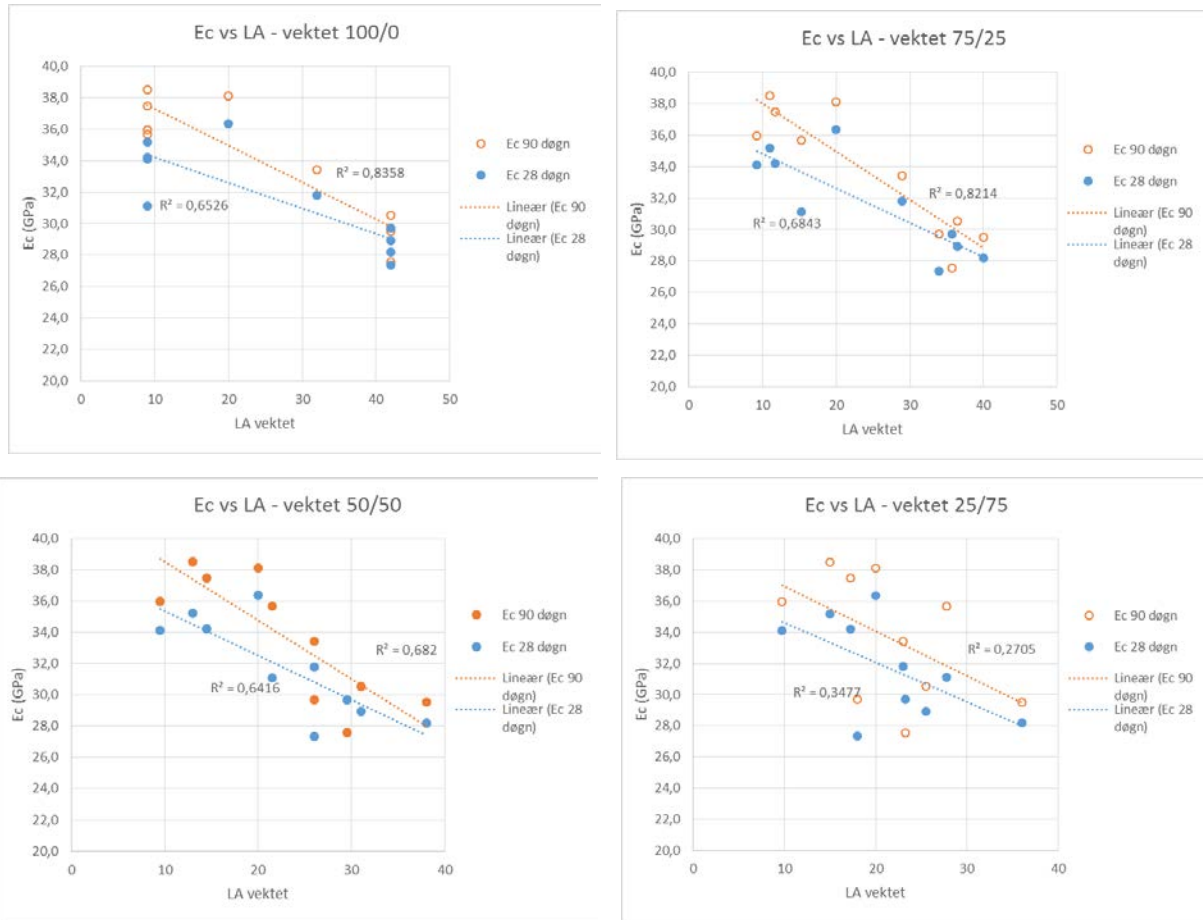 Ec vs LA - vektet 100/0
40,0
38,0
36,0
34,0
32,0
30,0
28,0
26,0
24,0
22,0
20,0
Ec (GPa)
R² = 0,8358
R² = 0,6526
0 10 20 30 40 50
LA vektet
Ec 90 døgn
Ec 28 døgn
Lineær (Ec 90
døgn)
Lineær (Ec 28
døgn)
Ec vs LA - vektet 75/25
40,0
38,0
36,0
34,0
32,0
30,0
28,0
26,0
24,0
22,0
20,0
Ec (GPa)
R² = 0,8214
R² = 0,6843
0 10 20 30 40 50
LA vektet
Ec 90 døgn
Ec 28 døgn
Lineær (Ec 90
døgn)
Lineær (Ec 28
døgn)
Ec vs LA - vektet 50/50
40,0
38,0
36,0
34,0
32,0
30,0
28,0
26,0
24,0
22,0
20,0
Ec (GPa)
R² = 0,682
R² = 0,6416
0 10 20 30 40
LA vektet
Ec 90 døgn
Ec 28 døgn
Lineær (Ec 90
døgn)
Lineær (Ec 28
døgn)
Ec vs LA - vektet 25/75
40,0
38,0
36,0
34,0
32,0
30,0
28,0
26,0
24,0
22,0
20,0
Ec (GPa)
R² = 0,2705
R² = 0,3477
0 10 20 30 40
LA vektet
Ec 90 døgn
Ec 28 døgn
Lineær (Ec 90
døgn)
Lineær (Ec 28
døgn)